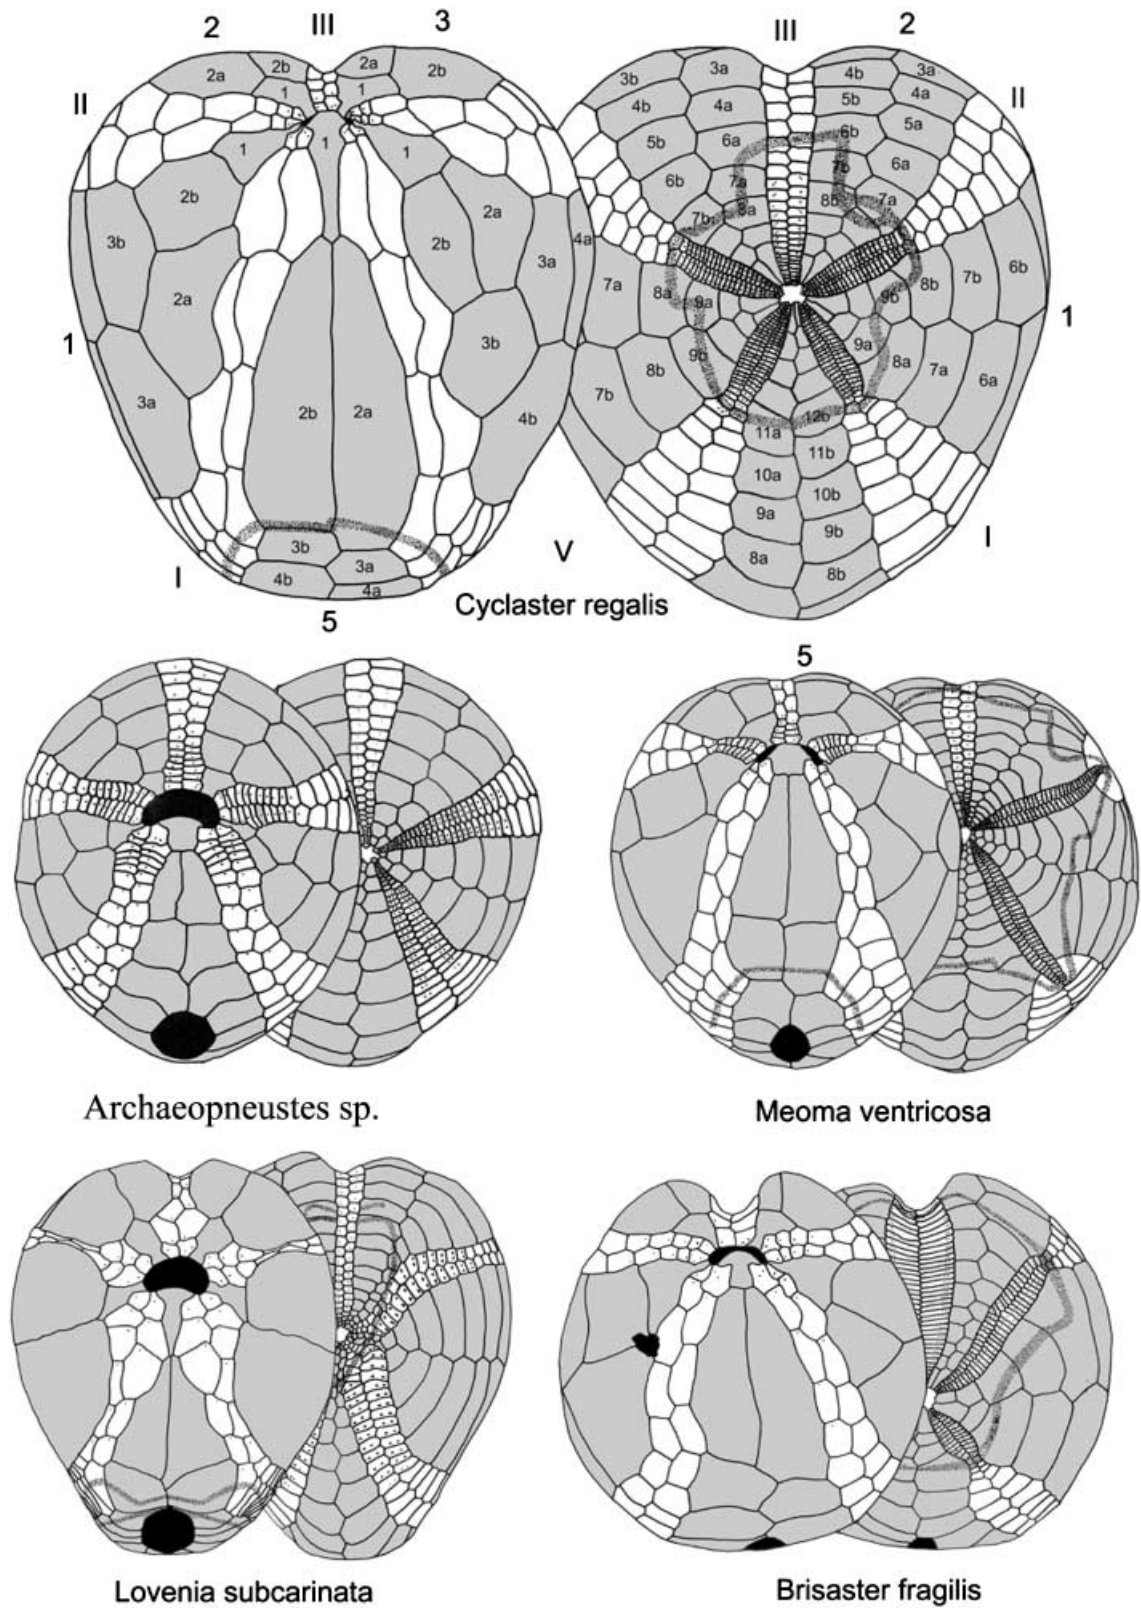 2 III 3 III 2
2a 2b 2a 2b 3b 3a 4b 3a
II 1 1 4b 4a 5b 4a II
1 1 1 5b 6a 6b 5a
2b 2a 6b 7a 7b 6a
3b 2b 3a 4a 7b 8a 8b 7a
2a 7a 8a 9a 9b 8b 7b 6b
1 3b 9b 9a 1
3a 2b 2a 4b 7b 8b 8a 7a 6a
11a 12b
10a 11b
9a 10b
3b 3a V 8a 9b I
I 4b 4a 8b
Cyclaster regalis
5
5
Archaeopneustes sp.
Meoma ventricosa
Lovenia subcarinata
Brisaster fragilis